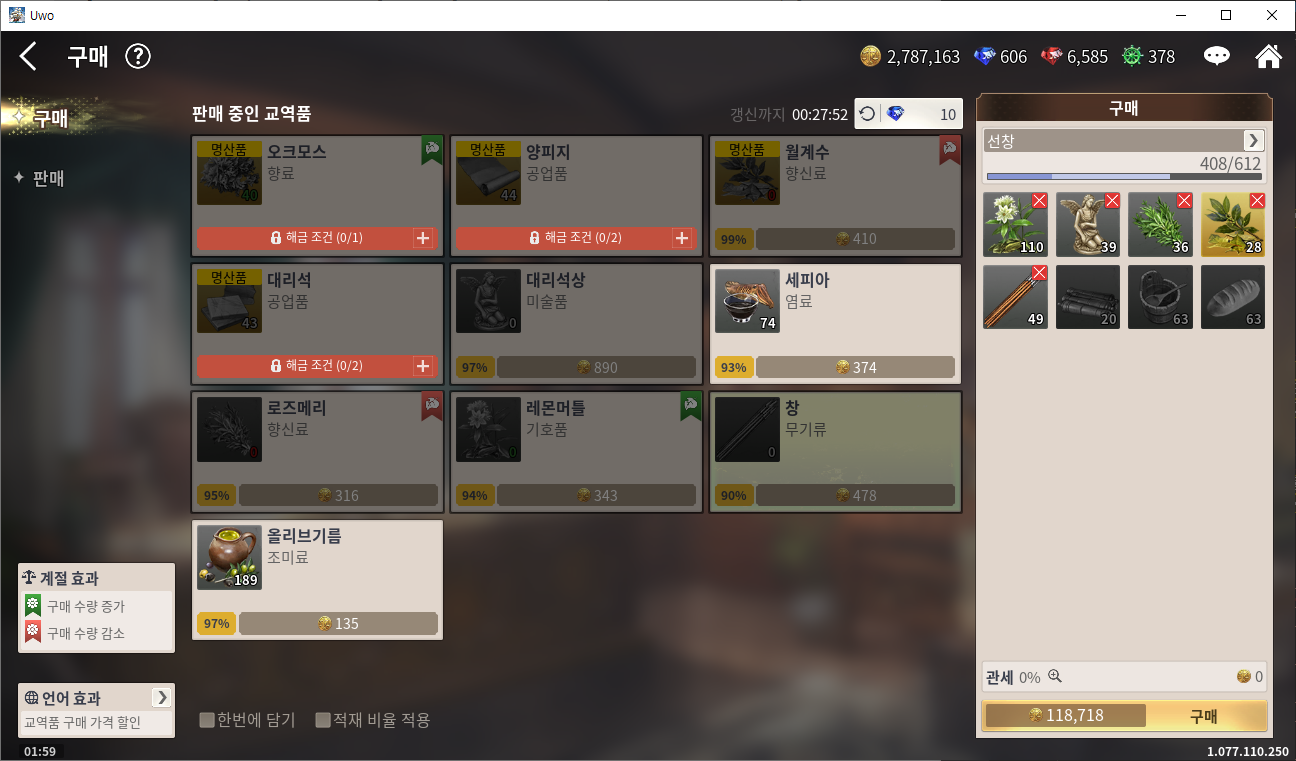 Uwo
구매
2,787,163
606
6,585
378
구매
판매
판매 중인 교역품
갱신까지 00:27:52
10
명산품
오크모스
향료
40
해금 조건 (0/1)
명산품
양피지
공업품
44
해금 조건 (0/2)
명산품
월계수
향신료
0
99%
410
명산품
대리석
공업품
43
해금 조건 (0/2)
대리석상
미술품
0
97%
890
세피아
염료
74
93%
374
로즈메리
향신료
0
95%
316
레몬머틀
기호품
0
94%
343
창
무기류
0
90%
478
올리브기름
조미료
189
97%
135
계절 효과
구매 수량 증가
구매 수량 감소
언어 효과
교역품 구매 가격 할인
01:59
한번에 담기
적재 비율 적용
구매
선창
408/612
110
39
36
28
49
20
63
63
관세 0%
0
118,718
구매
1.077.110.250